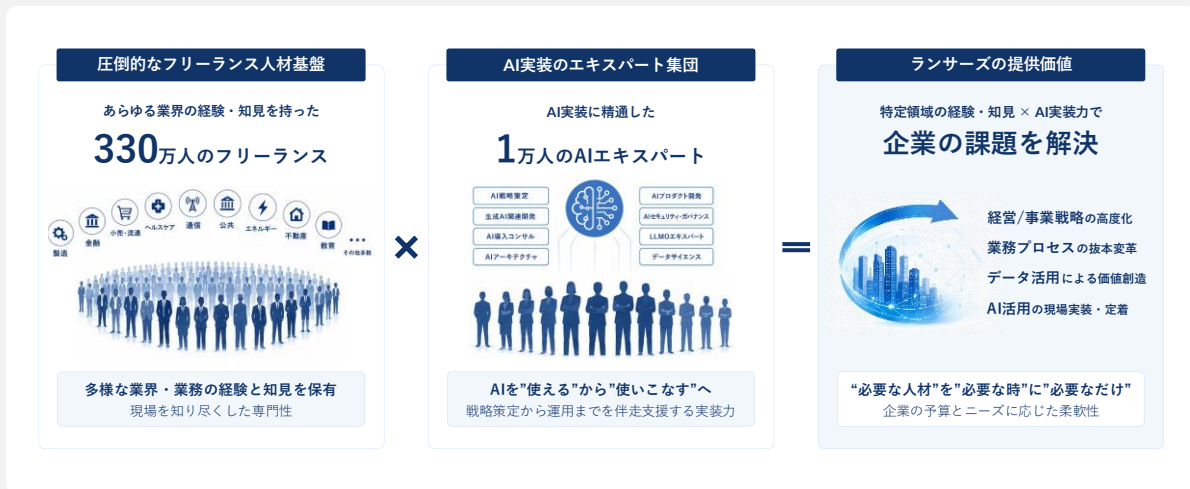 圧倒的なフリーランス人材基盤
あらゆる業界の経験・知見を持った
330万人のフリーランス
製造
金融
小売・流通
ヘルスケア
通信
公共
エネルギー
不動産
教育
その他多数
多様な業界・業務の経験と知見を保有
現場を知り尽くした専門性
×
AI実装のエキスパート集団
AI実装に精通した
1万人のAIエキスパート
AI戦略策定
生成AI関連開発
AI導入コンサル
AIアーキテクチャ
AIプロダクト開発
AIセキュリティ・ガバナンス
LLMOエキスパート
データサイエンス
AIを”使える”から”使いこなす”へ
戦略策定から運用までを伴走支援する実装力
=
ランサーズの提供価値
特定領域の経験・知見 × AI実装力で
企業の課題を解決
経営/事業戦略の高度化
業務プロセスの抜本変革
データ活用による価値創造
AI活用の現場実装・定着
“必要な人材”を”必要な時”に”必要なだけ”
企業の予算とニーズに応じた柔軟性